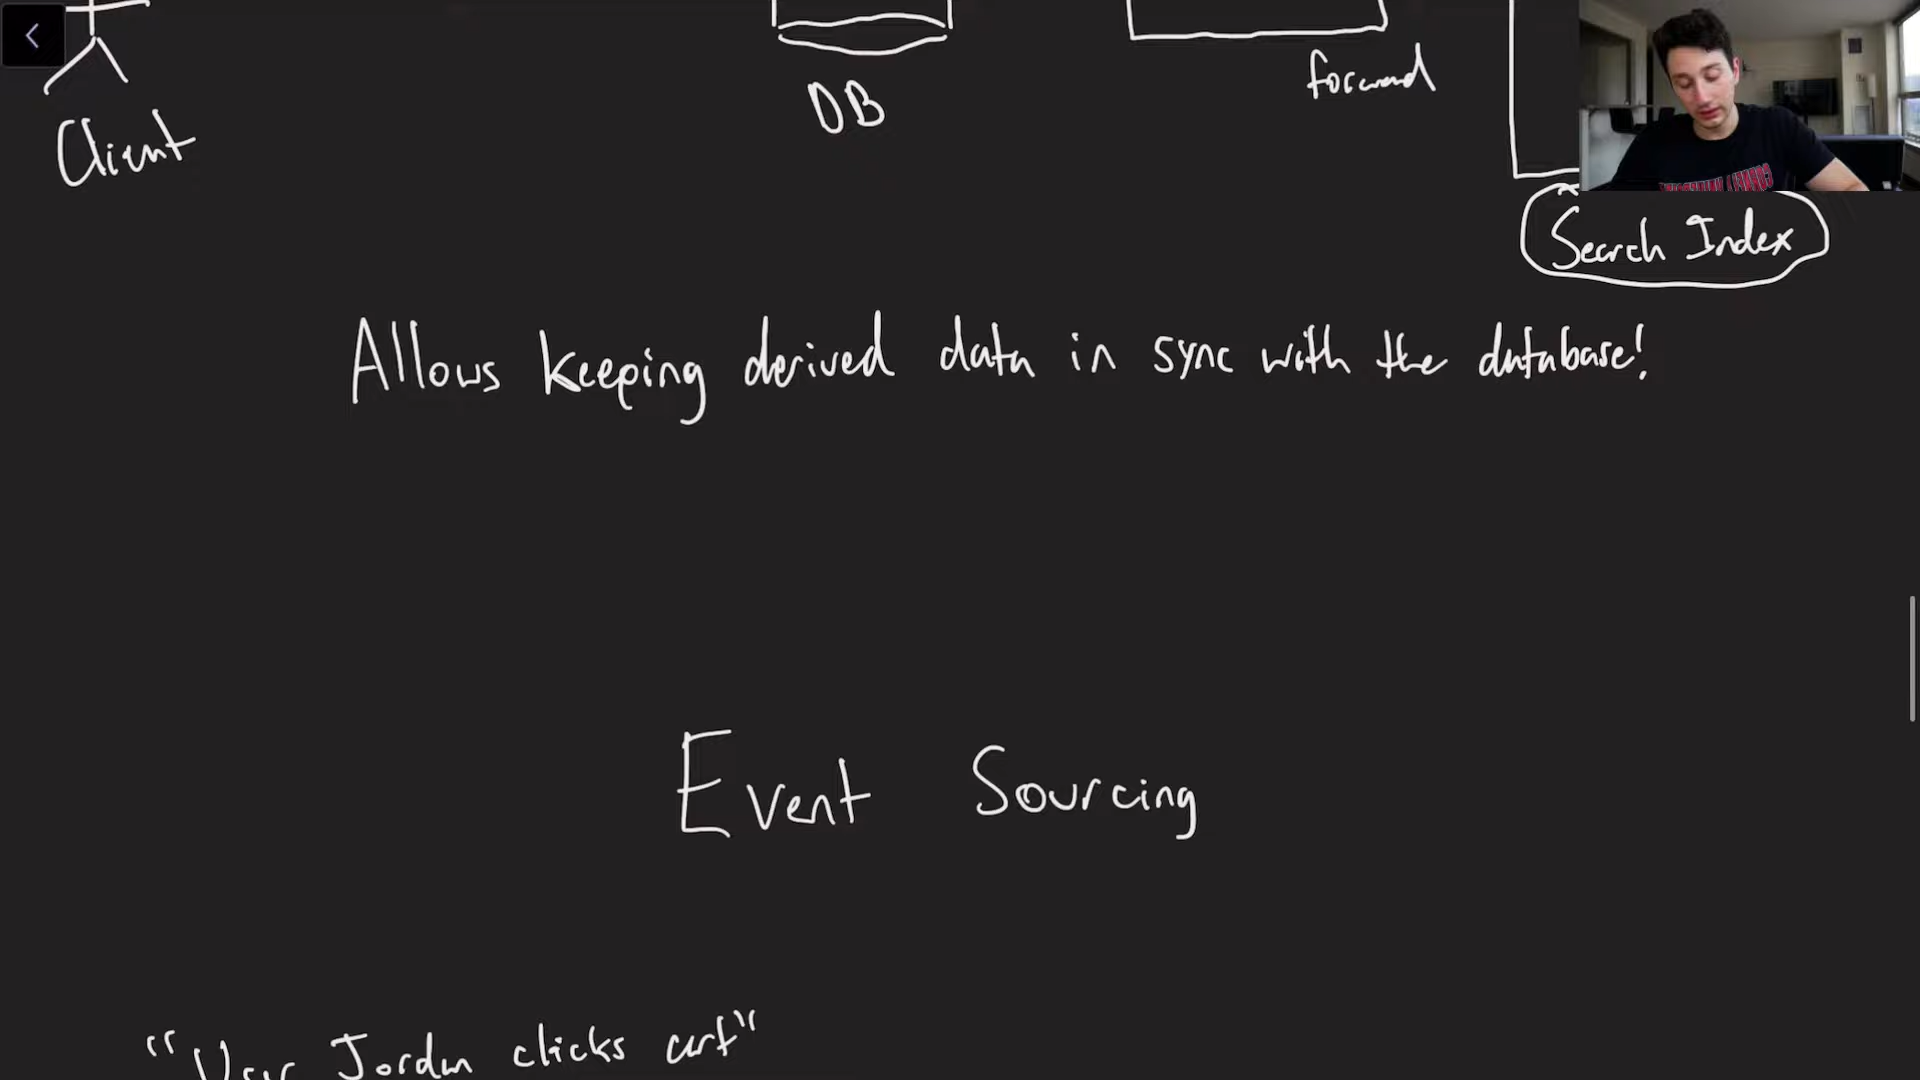 Client
DB
forward
Search Index
Allows keeping derived data in sync with the database!
Event Sourcing
"User Jordan clicks cart"